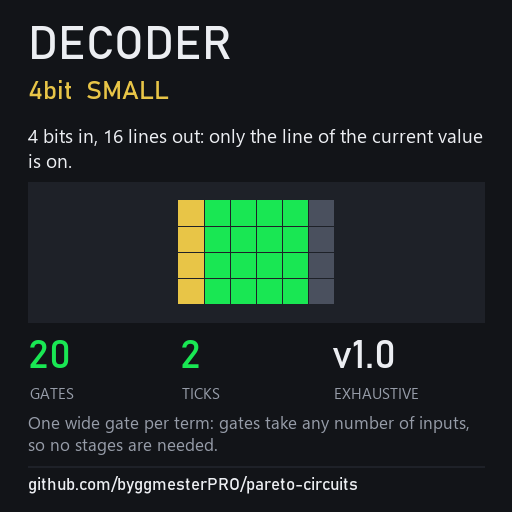 DECODER
4bit SMALL
4 bits in, 16 lines out: only the line of the current value
is on.
20 2 v1.0
GATES TICKS EXHAUSTIVE
One wide gate per term: gates take any number of inputs,
so no stages are needed.
github.com/byggmesterPRO/pareto-circuits